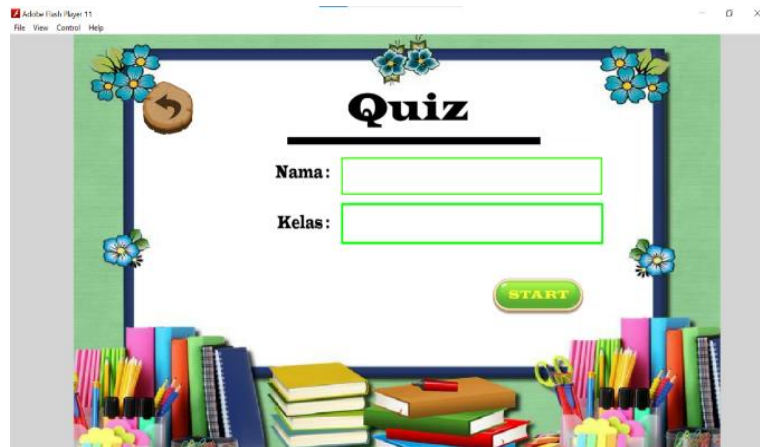 Adobe Flash Player 11
File View Control Help
Quiz
Nama:
Kelas:
START